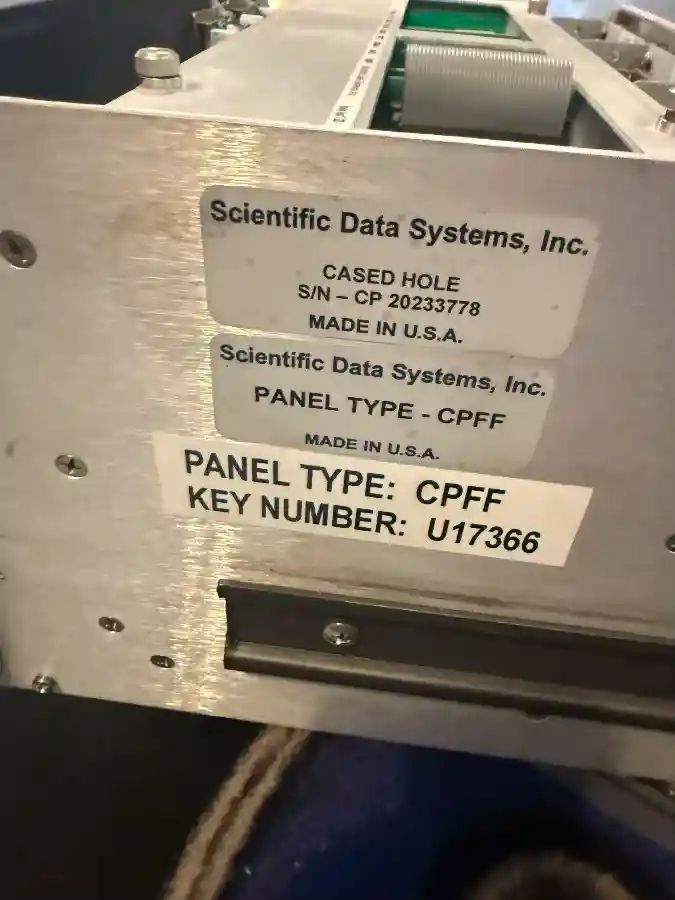 Scientific Data Systems, Inc.
CASED HOLE
S/N – CP 20233778
MADE IN U.S.A.
Scientific Data Systems, Inc.
PANEL TYPE - CPFF
MADE IN U.S.A.
PANEL TYPE: CPFF
KEY NUMBER: U17366